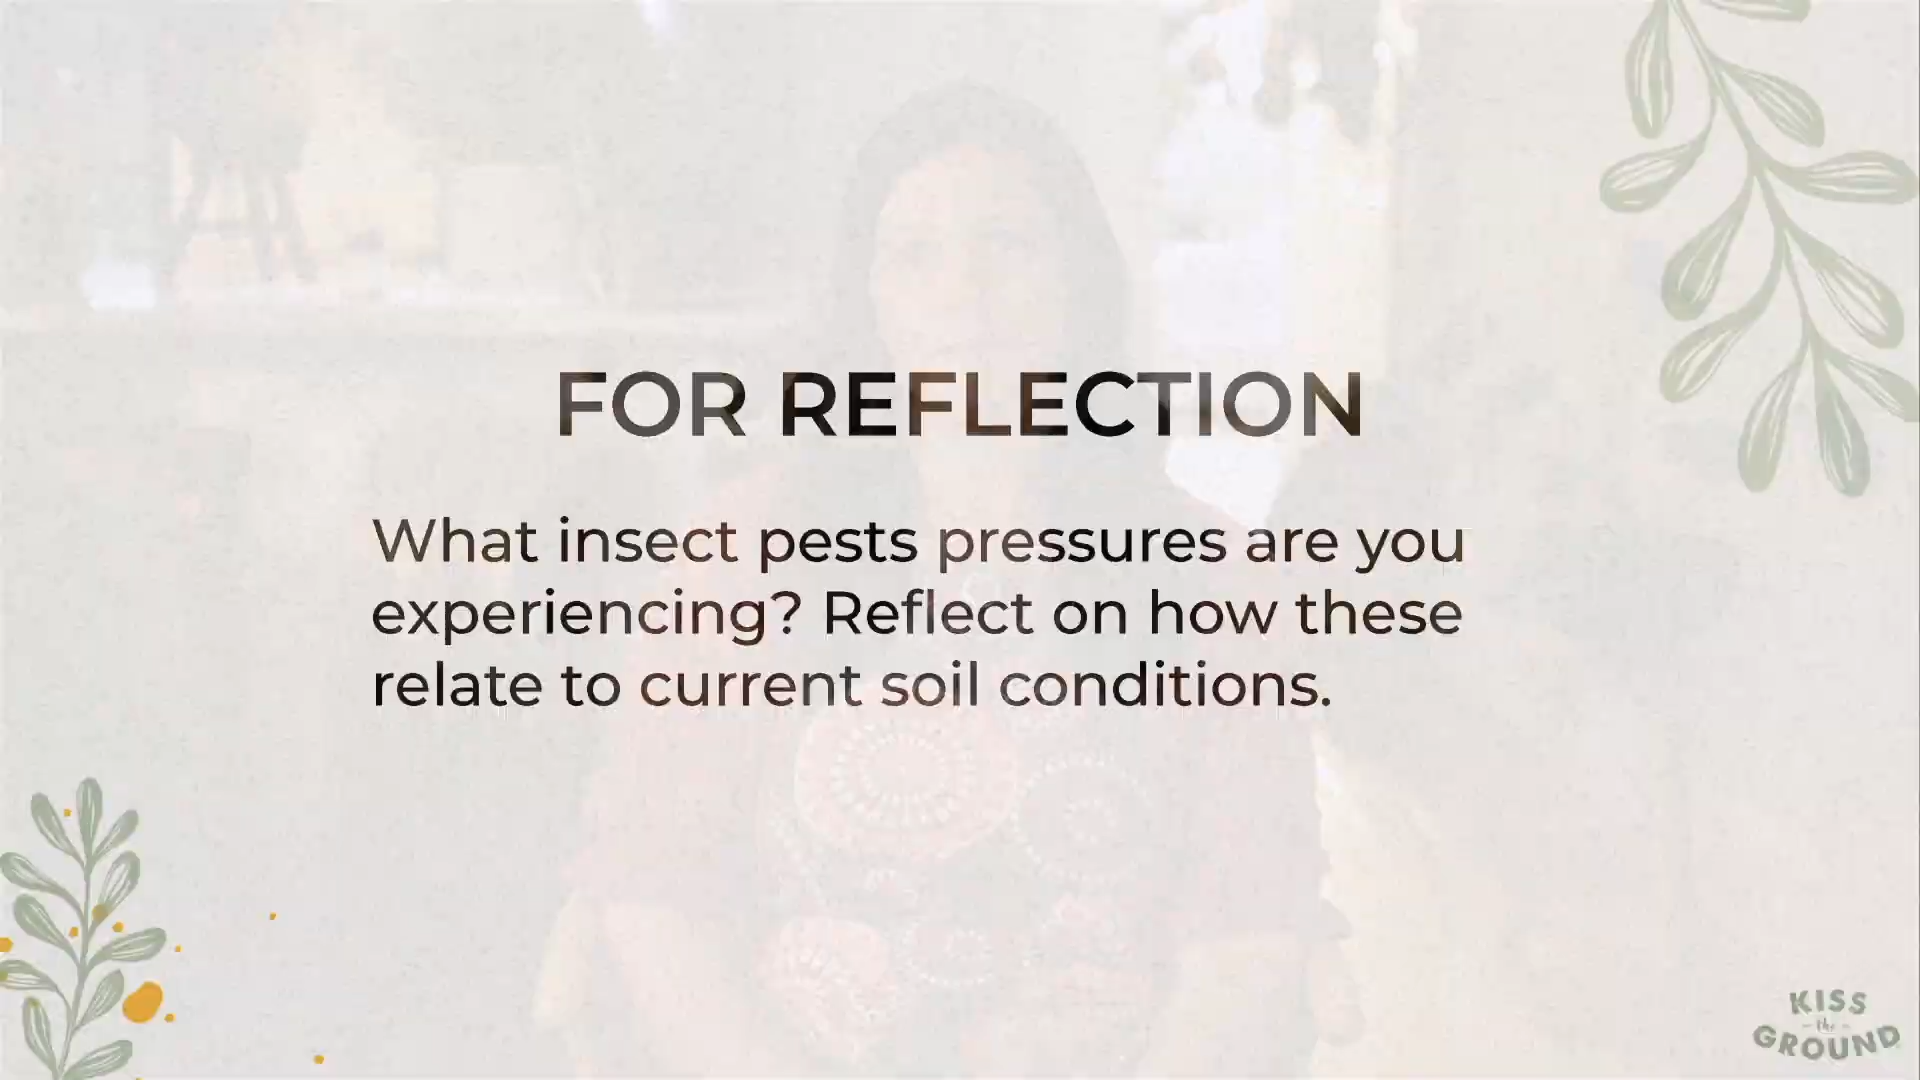 FOR REFLECTION
What insect pests pressures are you
experiencing? Reflect on how these
relate to current soil conditions.
KISS
the
GROUND